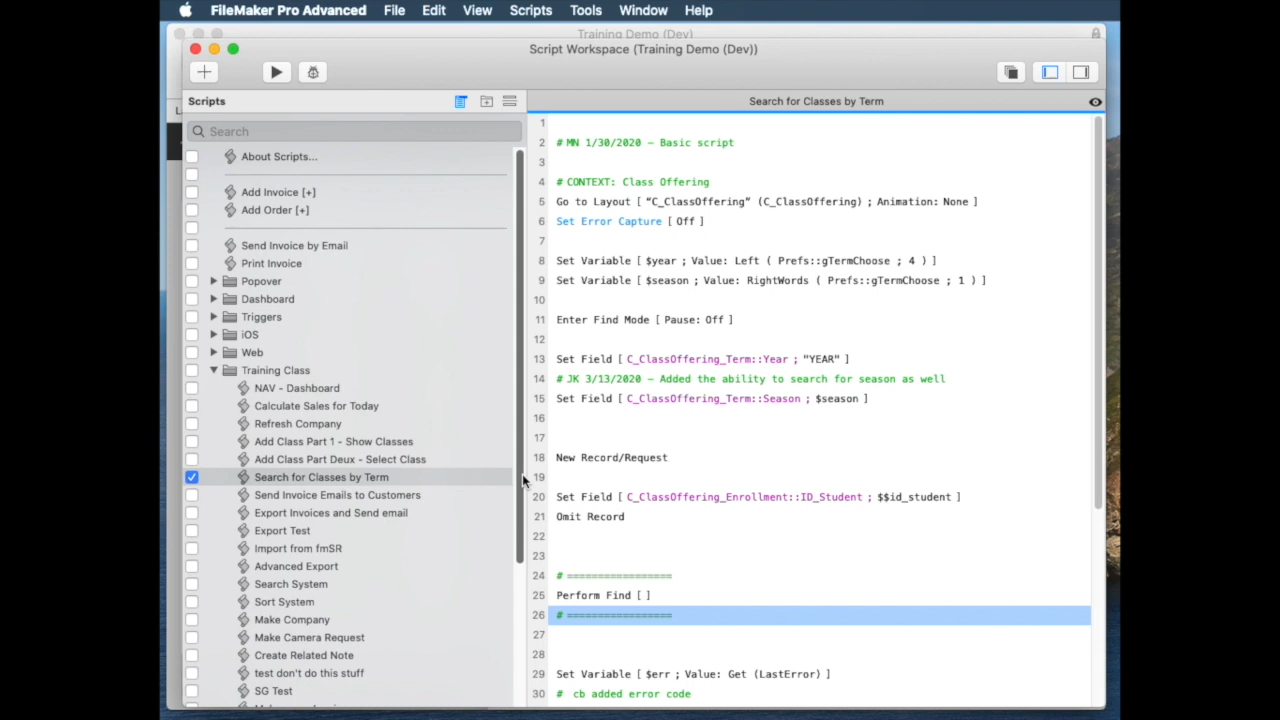 FileMaker Pro Advanced File Edit View Scripts Tools Window Help
Training Demo (Dev)
Script Workspace (Training Demo (Dev))
Scripts
Search for Classes by Term
Search
About Scripts...
Add Invoice [+]
Add Order [+]
Send Invoice by Email
Print Invoice
Popover
Dashboard
Triggers
iOS
Web
Training Class
NAV - Dashboard
Calculate Sales for Today
Refresh Company
Add Class Part 1 - Show Classes
Add Class Part Deux - Select Class
Search for Classes by Term
Send Invoice Emails to Customers
Export Invoices and Send email
Export Test
Import from fmSR
Advanced Export
Search System
Sort System
Make Company
Make Camera Request
Create Related Note
test don't do this stuff
SG Test
1
2 # MN 1/30/2020 – Basic script
3
4 # CONTEXT: Class Offering
5 Go to Layout [ “C_ClassOffering” (C_ClassOffering) ; Animation: None ]
6 Set Error Capture [ Off ]
7
8 Set Variable [ $year ; Value: Left ( Prefs::gTermChoose ; 4 ) ]
9 Set Variable [ $season ; Value: RightWords ( Prefs::gTermChoose ; 1 ) ]
10
11 Enter Find Mode [ Pause: Off ]
12
13 Set Field [ C_ClassOffering_Term::Year ; "YEAR" ]
14 # JK 3/13/2020 – Added the ability to search for season as well
15 Set Field [ C_ClassOffering_Term::Season ; $season ]
16
17
18 New Record/Request
19
20 Set Field [ C_ClassOffering_Enrollment::ID_Student ; $$id_student ]
21 Omit Record
22
23
24 # =================
25 Perform Find [ ]
26 # =================
27
28
29 Set Variable [ $err ; Value: Get (LastError) ]
30 # cb added error code